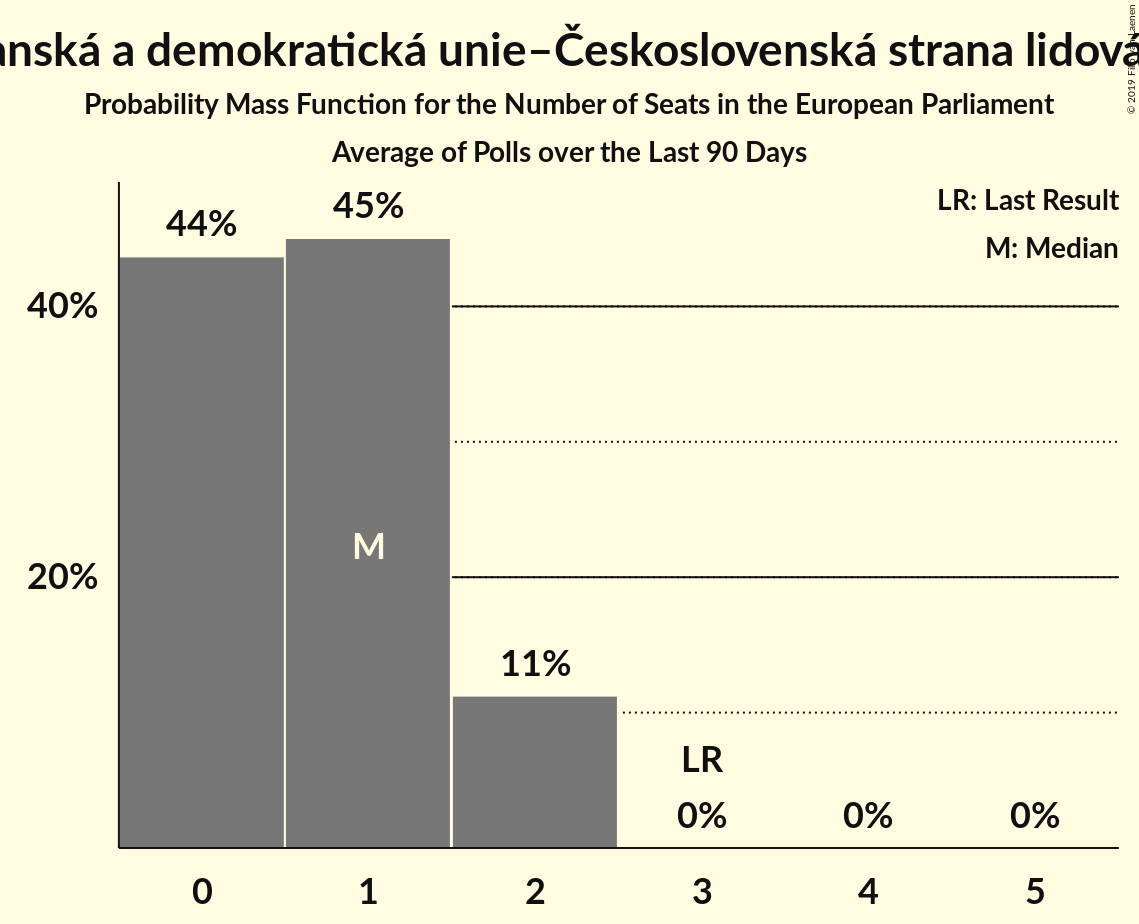 anská a demokratická unie–Československá strana lidová
Probability Mass Function for the Number of Seats in the European Parliament
Average of Polls over the Last 90 Days
LR: Last Result
M: Median
44%
45%
40%
M
20%
11%
LR
0%
0%
0%
0
1
2
3
4
5